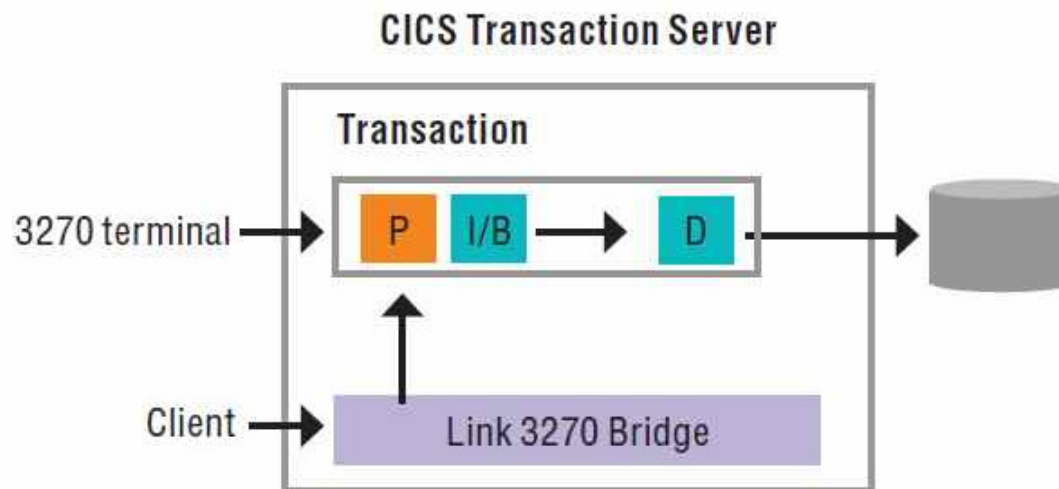 CICS Transaction Server
Transaction
3270 terminal
P
I/B
D
Client
Link 3270 Bridge